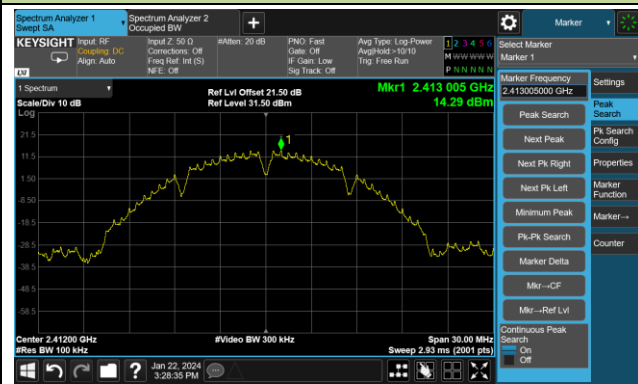 Spectrum Analyzer 1
Swept SA
Spectrum Analyzer 2
Occupied BW
Marker
KEYSIGHT
Input: RF
Coupling: DC
Align: Auto
Input Z: 50 Ω
Corrections: Off
Freq Ref: Int (S)
NFE: Off
#Atten: 20 dB
PNO: Fast
Gate: Off
IF Gain: Low
Sig Track: Off
Avg Type: Log-Power
Avg|Hold:>10/10
Trig: Free Run
1 2 3 4 5 6
M W W W W W
P N N N N N
LXI
Select Marker
Marker 1
1 Spectrum
Scale/Div 10 dB
Log
Ref Lvl Offset 21.50 dB
Ref Level 31.50 dBm
Mkr1 2.413 005 GHz
14.29 dBm
1
21.5
11.5
1.50
-8.50
-18.5
-28.5
-38.5
-48.5
-58.5
Center 2.41200 GHz
#Res BW 100 kHz
#Video BW 300 kHz
Span 30.00 MHz
Sweep 2.93 ms (2001 pts)
Marker Frequency
2.413005000 GHz
Peak Search
Next Peak
Next Pk Right
Next Pk Left
Minimum Peak
Pk-Pk Search
Marker Delta
Mkr→CF
Mkr→Ref Lvl
Continuous Peak
Search
On
Off
Settings
Peak
Search
Pk Search
Config
Properties
Marker
Function
Marker→
Counter
?
Jan 22, 2024
3:28:35 PM